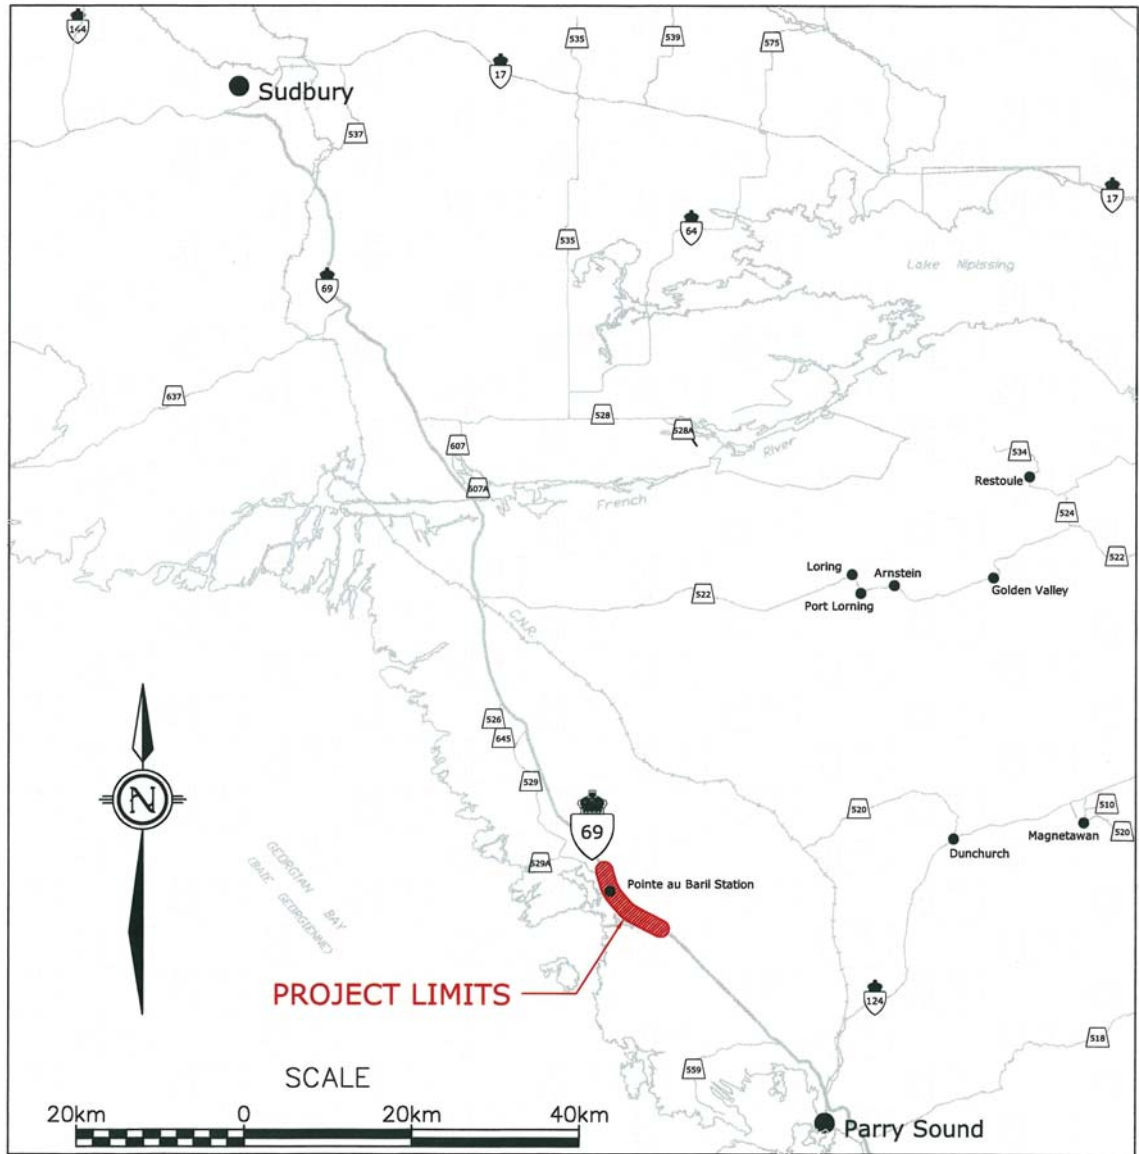 144
535
539
575
17
Sudbury
537
17
535
64
Lake Nipissing
69
637
528
528A
607
River
534
607A
Restoule
French
524
522
Loring
Arnstein
522
Golden Valley
Port Lorning
C.N.R.
526
645
529
510
520
69
Magnetawan
520
Dunchurch
529A
Pointe au Baril Station
GEORGIAN BAY
(BAIE GEORGIENNE)
N
PROJECT LIMITS
124
518
559
SCALE
20km 0 20km 40km
Parry Sound